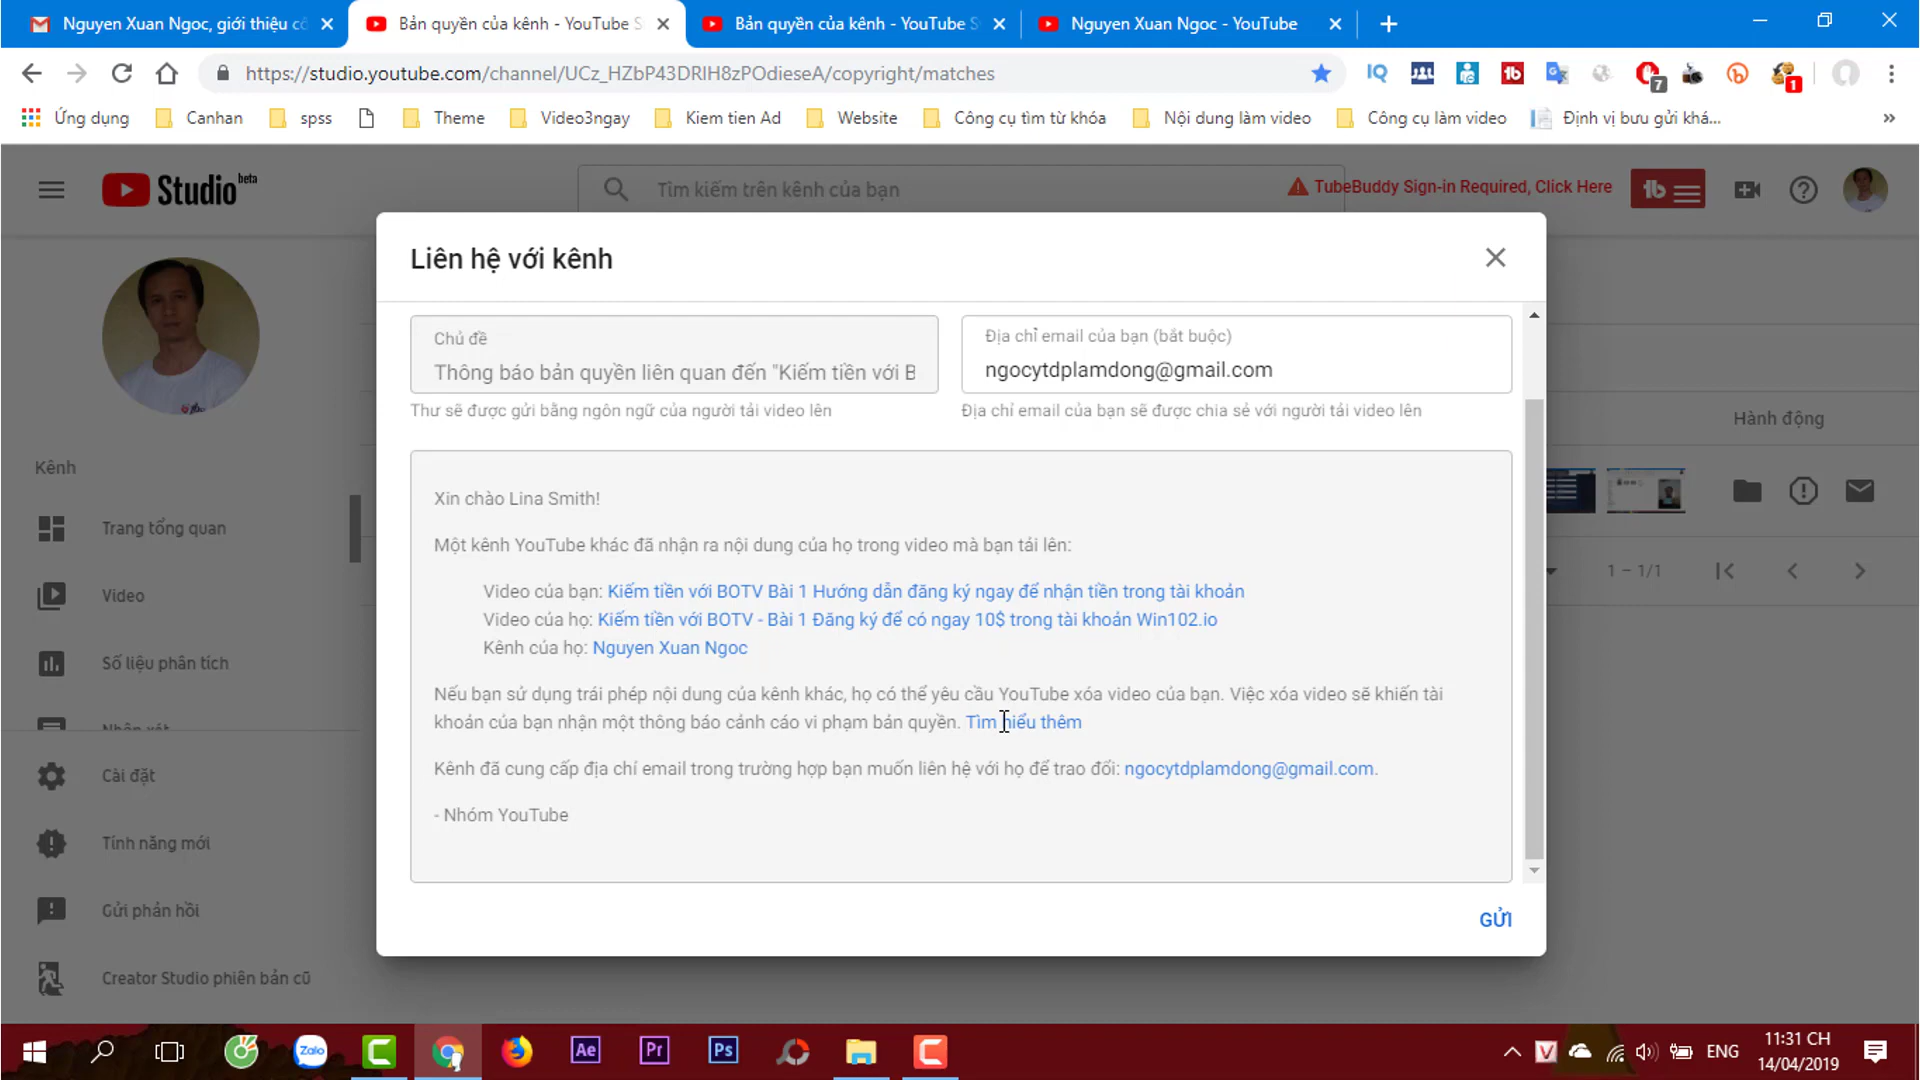 Nguyen Xuan Ngoc, giới thiệu cô
Bản quyền của kênh - YouTube S
Bản quyền của kênh - YouTube S
Nguyen Xuan Ngoc - YouTube
https://studio.youtube.com/channel/UCz_HZbP43DRlH8zPOdieseA/copyright/matches
IQ
7
1
Ứng dụng
Canhan
spss
Theme
Video3ngay
Kiem tien Ad
Website
Công cụ tìm từ khóa
Nội dung làm video
Công cụ làm video
Định vị bưu gửi khá...
»
Studio beta
Tìm kiếm trên kênh của bạn
TubeBuddy Sign-in Required, Click Here
Liên hệ với kênh
Chủ đề
Thông báo bản quyền liên quan đến "Kiếm tiền với B
Thư sẽ được gửi bằng ngôn ngữ của người tải video lên
Địa chỉ email của bạn (bắt buộc)
ngocytdplamdong@gmail.com
Địa chỉ email của bạn sẽ được chia sẻ với người tải video lên
Xin chào Lina Smith!
Một kênh YouTube khác đã nhận ra nội dung của họ trong video mà bạn tải lên:
Video của bạn: Kiếm tiền với BOTV Bài 1 Hướng dẫn đăng ký ngay để nhận tiền trong tài khoản
Video của họ: Kiếm tiền với BOTV - Bài 1 Đăng ký để có ngay 10$ trong tài khoản Win102.io
Kênh của họ: Nguyen Xuan Ngoc
Nếu bạn sử dụng trái phép nội dung của kênh khác, họ có thể yêu cầu YouTube xóa video của bạn. Việc xóa video sẽ khiến tài
khoản của bạn nhận một thông báo cảnh cáo vi phạm bản quyền. Tìm hiểu thêm
Kênh đã cung cấp địa chỉ email trong trường hợp bạn muốn liên hệ với họ để trao đổi: ngocytdplamdong@gmail.com.
- Nhóm YouTube
GỬI
Kênh
Trang tổng quan
Video
Số liệu phân tích
Nhận xét
Cài đặt
Tính năng mới
Gửi phản hồi
Creator Studio phiên bản cũ
Hành động
1 – 1/1
Zalo
Ae
Pr
Ps
V
ENG
11:31 CH
14/04/2019